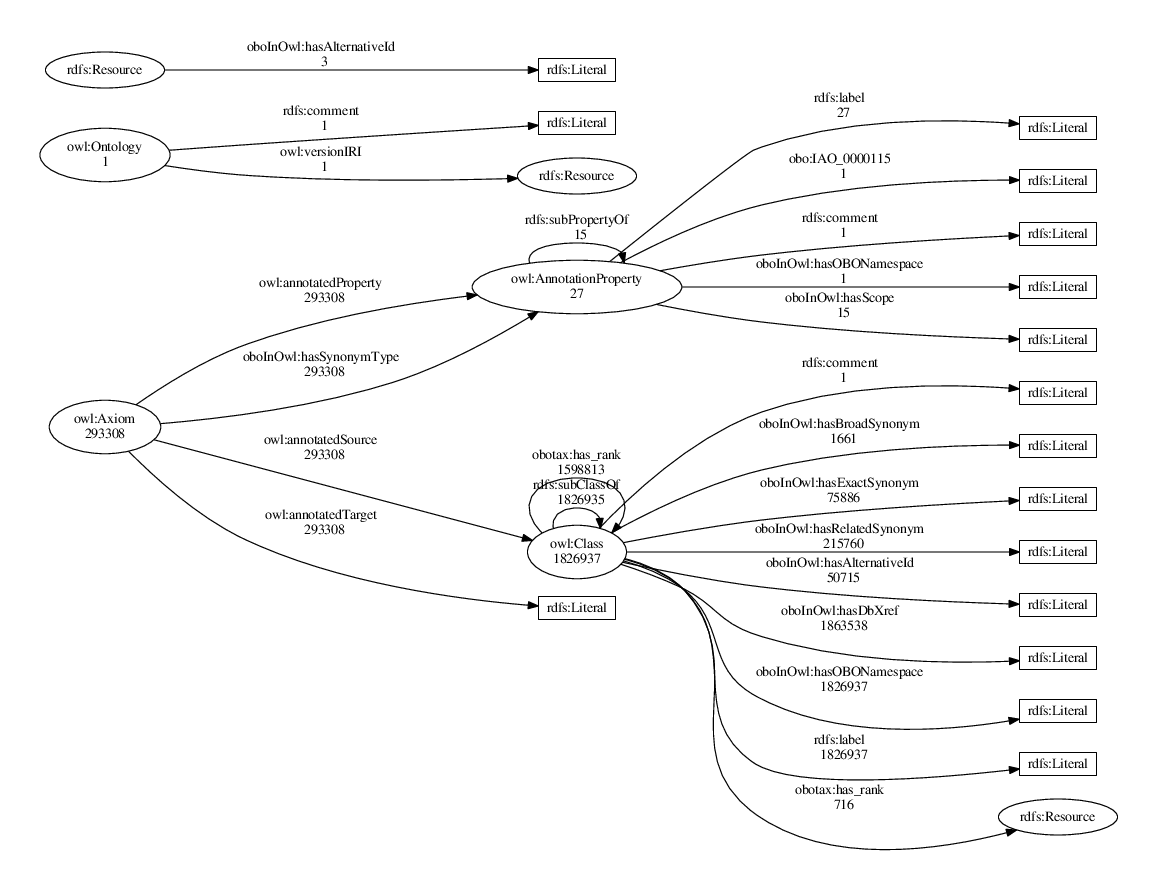 oboInOwl:hasAlternativeId
3
rdfs:Resource
rdfs:Literal
rdfs:comment
1
owl:Ontology
1
rdfs:Literal
owl:versionIRI
1
rdfs:Resource
rdfs:label
27
rdfs:Literal
obo:IAO_0000115
1
rdfs:Literal
rdfs:subPropertyOf
15
rdfs:comment
1
rdfs:Literal
owl:annotatedProperty
293308
owl:AnnotationProperty
27
oboInOwl:hasOBONamespace
1
rdfs:Literal
oboInOwl:hasScope
15
rdfs:Literal
oboInOwl:hasSynonymType
293308
rdfs:comment
1
rdfs:Literal
owl:Axiom
293308
owl:annotatedSource
293308
obotax:has_rank
1598813
rdfs:subClassOf
1826935
oboInOwl:hasBroadSynonym
1661
rdfs:Literal
oboInOwl:hasExactSynonym
75886
rdfs:Literal
owl:annotatedTarget
293308
owl:Class
1826937
oboInOwl:hasRelatedSynonym
215760
rdfs:Literal
oboInOwl:hasAlternativeId
50715
rdfs:Literal
rdfs:Literal
oboInOwl:hasDbXref
1863538
rdfs:Literal
oboInOwl:hasOBONamespace
1826937
rdfs:Literal
rdfs:label
1826937
rdfs:Literal
obotax:has_rank
716
rdfs:Resource